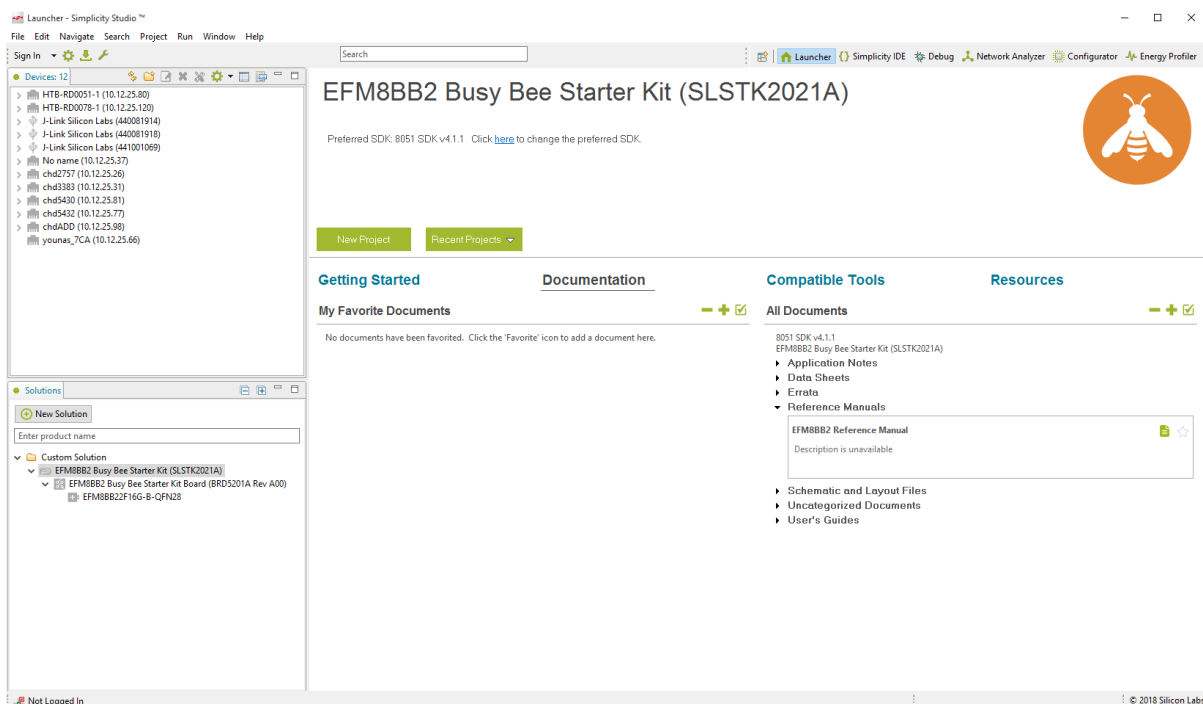 Launcher - Simplicity Studio ™
File Edit Navigate Search Project Run Window Help
Sign In
Search
Launcher Simplicity IDE Debug Network Analyzer Configurator Energy Profiler
Devices: 12
HTB-RD0051-1 (10.12.25.80)
HTB-RD0078-1 (10.12.25.120)
J-Link Silicon Labs (440081914)
J-Link Silicon Labs (440081918)
J-Link Silicon Labs (441001069)
No name (10.12.25.37)
chd2757 (10.12.25.26)
chd3383 (10.12.25.31)
chd5430 (10.12.25.81)
chd5432 (10.12.25.77)
chdADD (10.12.25.98)
younas_7CA (10.12.25.66)
Solutions
New Solution
Enter product name
Custom Solution
EFM8BB2 Busy Bee Starter Kit (SLSTK2021A)
EFM8BB2 Busy Bee Starter Kit Board (BRD5201A Rev A00)
EFM8BB22F16G-B-QFN28
EFM8BB2 Busy Bee Starter Kit (SLSTK2021A)
Preferred SDK: 8051 SDK v4.1.1 Click here to change the preferred SDK.
New Project Recent Projects
Getting Started Documentation Compatible Tools Resources
My Favorite Documents
No documents have been favorited. Click the 'Favorite' icon to add a document here.
All Documents
8051 SDK v4.1.1
EFM8BB2 Busy Bee Starter Kit (SLSTK2021A)
Application Notes
Data Sheets
Errata
Reference Manuals
EFM8BB2 Reference Manual
Description is unavailable
Schematic and Layout Files
Uncategorized Documents
User's Guides
Not Logged In
© 2018 Silicon Labs